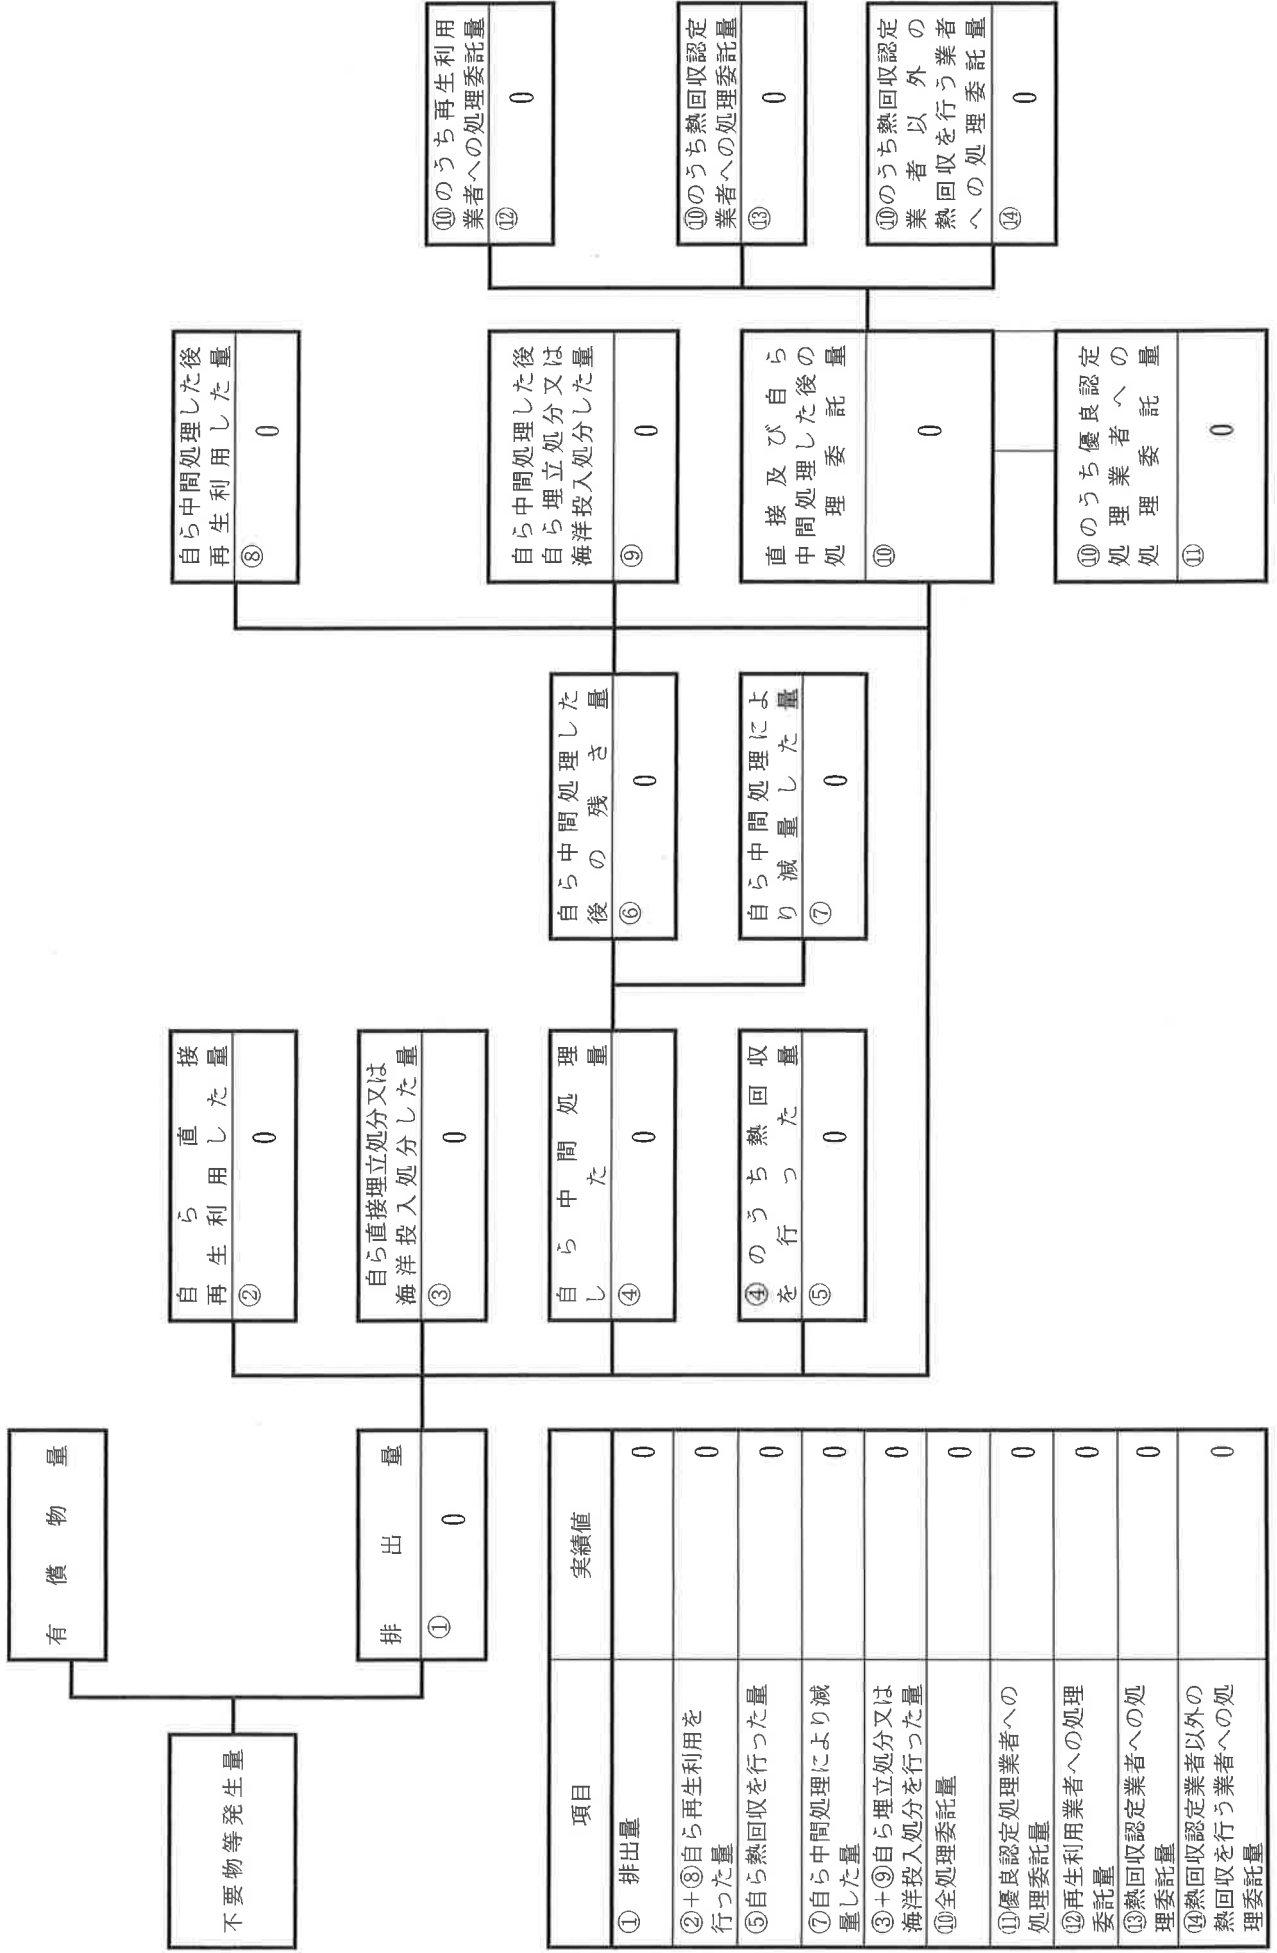 不要物等発生量
有償物量
排出量
① 0
自ら直接
再生利用した量
② 0
自ら直接埋立処分又は
海洋投入処分した量
③ 0
自ら中間処理
した量
④ 0
④のうち熱回収
を行った量
⑤ 0
自ら中間処理した
後の残さ量
⑥ 0
自ら中間処理によ
り減量した量
⑦ 0
自ら中間処理した後
再生利用した量
⑧ 0
自ら中間処理した後
自ら埋立処分又は
海洋投入処分した量
⑨ 0
直接及び自ら
中間処理した後の
処理委託量
⑩ 0
⑩のうち優良認定
処理業者への
処理委託量
⑪ 0
⑩のうち再生利用
業者への処理委託量
⑫ 0
⑩のうち熱回収認定
業者への処理委託量
⑬ 0
⑩のうち熱回収認定
業者以外の
熱回収を行う業者
への処理委託量
⑭ 0
項目 実績値
① 排出量 0
②+⑧自ら再生利用を
行った量 0
⑤自ら熱回収を行った量 0
⑦自ら中間処理により減
量した量 0
③+⑨自ら埋立処分又は
海洋投入処分を行った量 0
⑩全処理委託量 0
⑪優良認定処理業者への
処理委託量 0
⑫再生利用業者への処理
委託量 0
⑬熱回収認定業者への処
理委託量 0
⑭熱回収認定業者以外の
熱回収を行う業者への処
理委託量 0